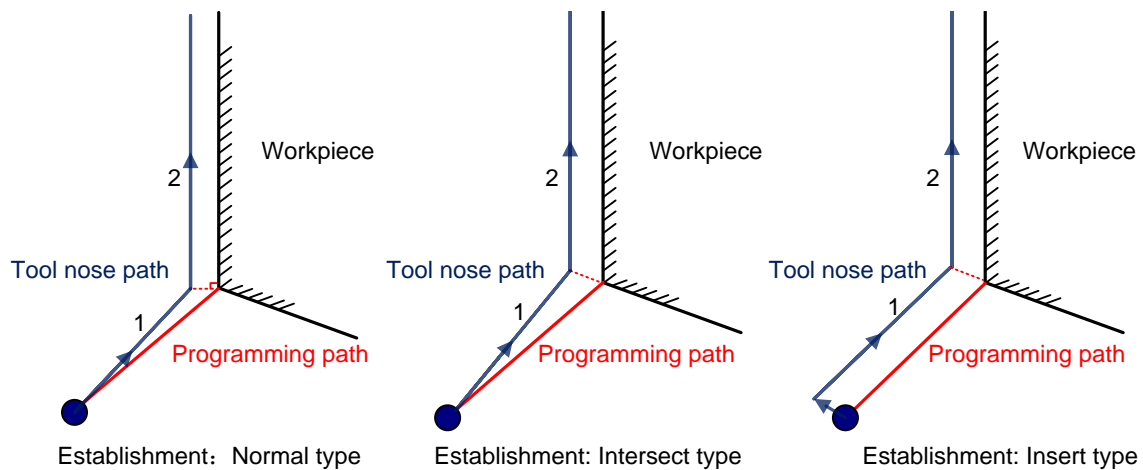 Workpiece
2
Tool nose path
1
Programming path
Establishment：Normal type
Workpiece
2
Tool nose path
1
Programming path
Establishment: Intersect type
Workpiece
2
Tool nose path
1
Programming path
Establishment: Insert type